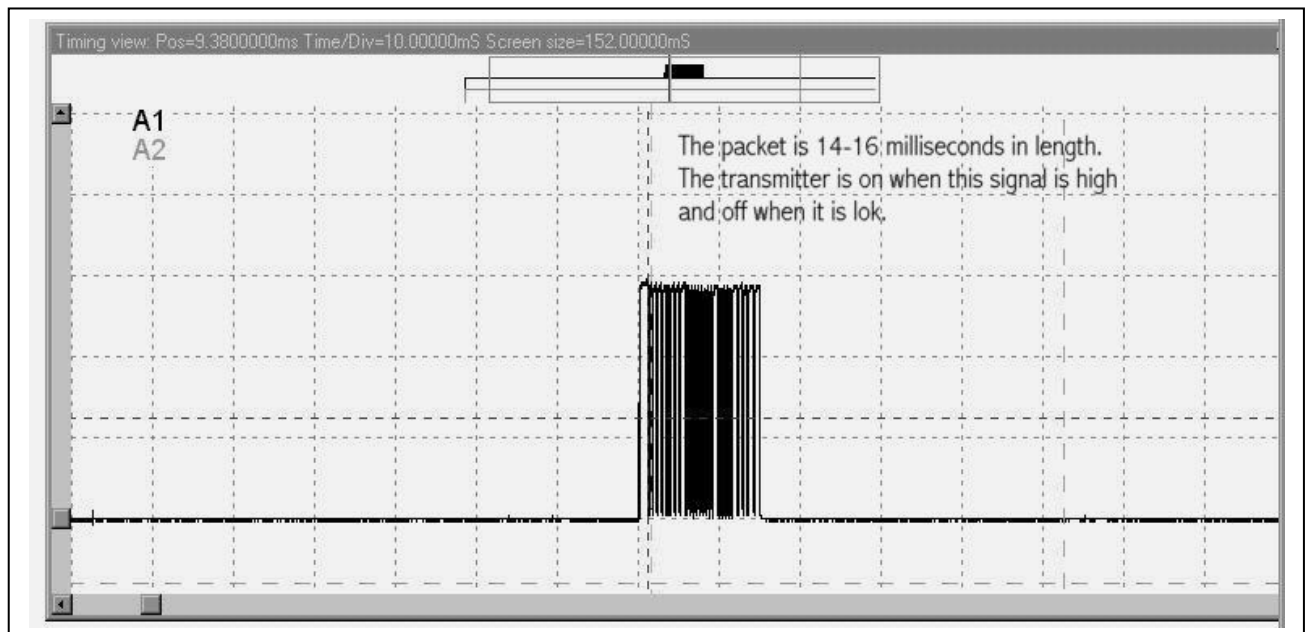 Timing view: Pos=9.3800000ms Time/Div=10.00000mS Screen size=152.00000mS
A1
A2
The packet is 14-16 milliseconds in length.
The transmitter is on when this signal is high
and off when it is lok.